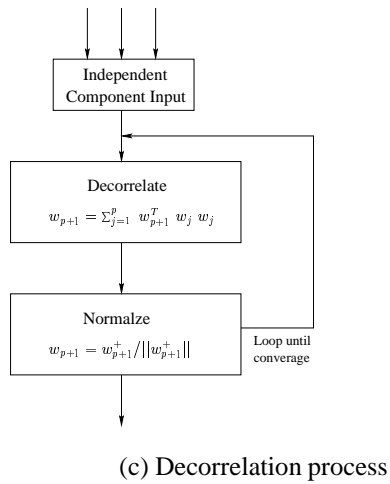 Independent
Component Input
Decorrelate
w_{p+1} = Σ_{j=1}^{p} w_{p+1}^{T} w_j w_j
Normalze
w_{p+1} = w_{p+1}^{+}/||w_{p+1}^{+}||
Loop until
converage
(c) Decorrelation process